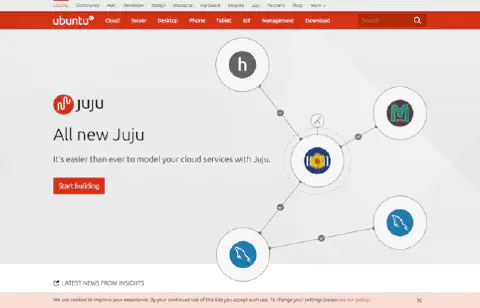 Ubuntu Community Ask! Developer Design Discourse Hardware Insights Juju Partners Shop More
ubuntu Cloud Server Desktop Phone Tablet IoT Management Download
Search
h
M
juju
All new Juju
It's easier than ever to model your cloud services with Juju.
Start building
LATEST NEWS FROM INSIGHTS
We use cookies to improve your experience. By your continued use of this site you accept such use. To change your settings please see our policy.